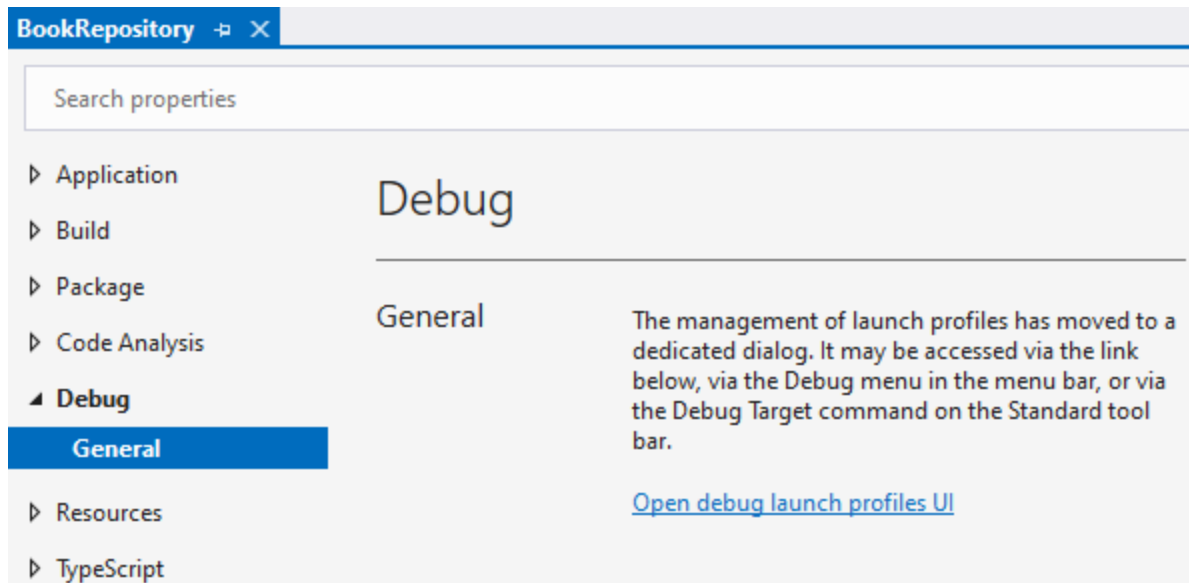 BookRepository
Search properties
Application
Build
Package
Code Analysis
Debug
General
Resources
TypeScript
Debug
General
The management of launch profiles has moved to a
dedicated dialog. It may be accessed via the link
below, via the Debug menu in the menu bar, or via
the Debug Target command on the Standard tool
bar.
Open debug launch profiles UI